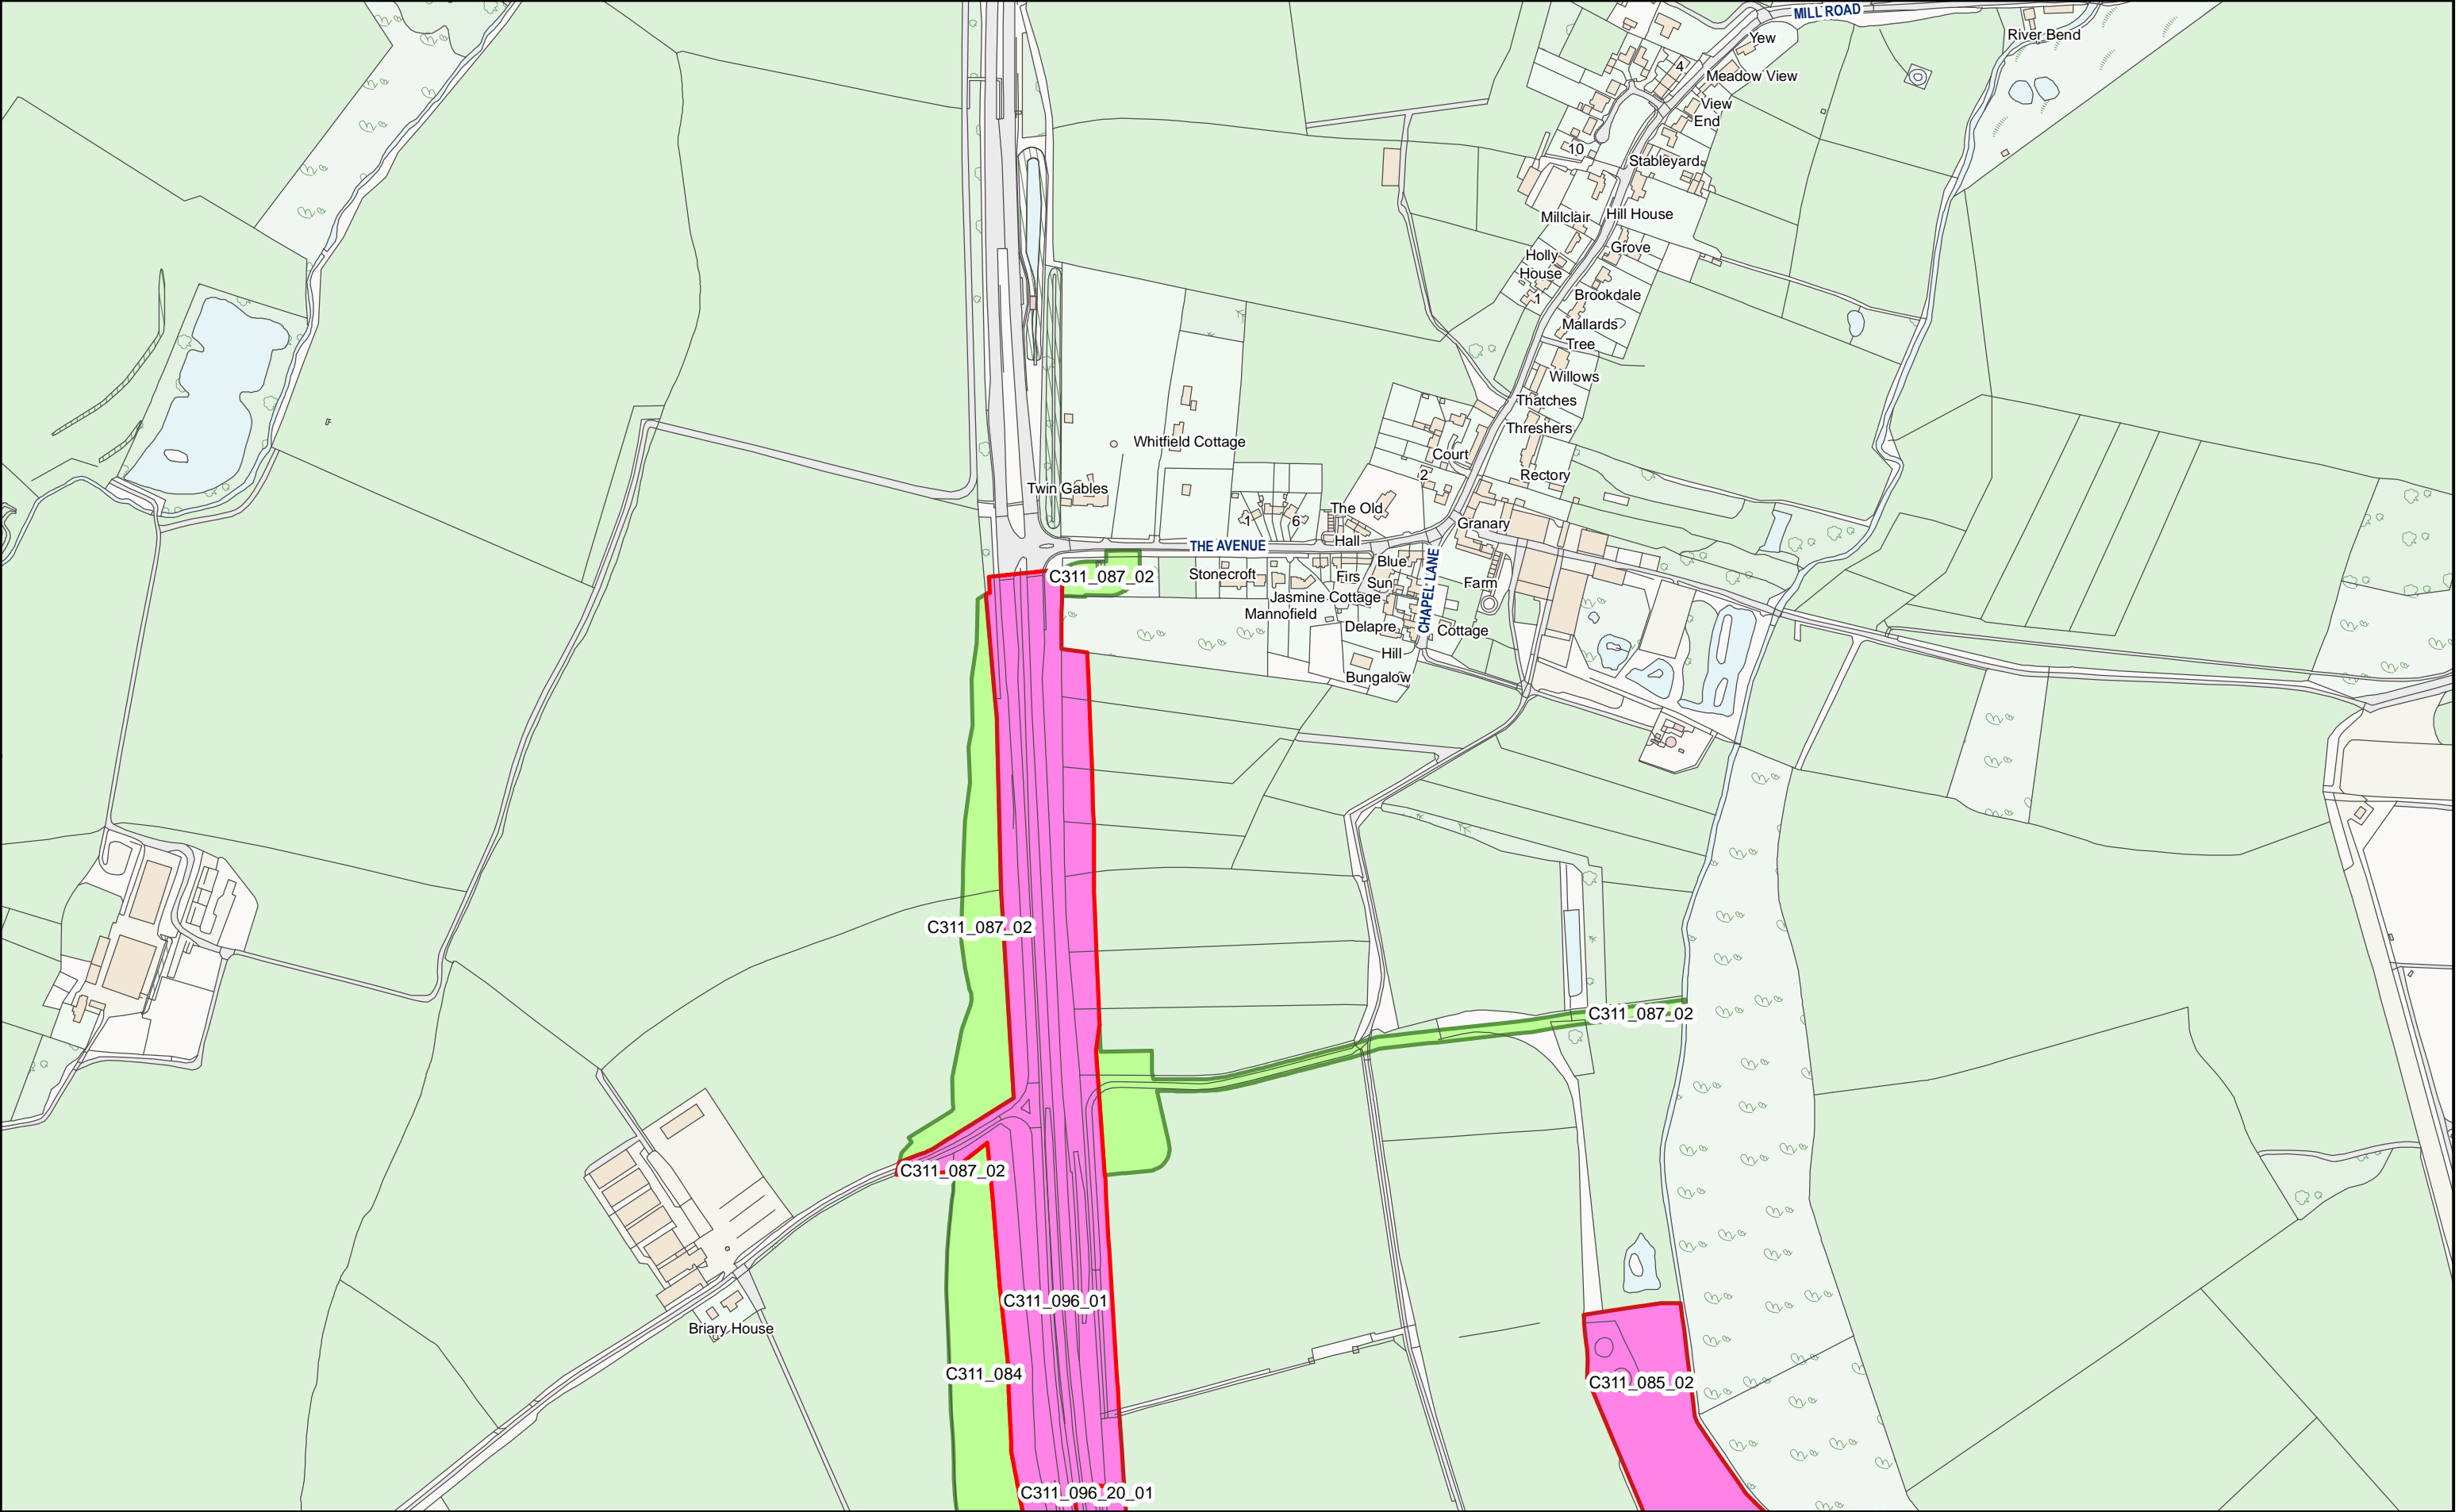 MILL ROAD
River Bend
Yew
4
Meadow View
View
End
10
Stableyard
Millclair
Hill House
Grove
Holly
House
1
Brookdale
Mallards
Tree
Willows
Thatches
Threshers
Whitfield Cottage
Court
2
Rectory
Twin Gables
The Old
1
6
Granary
Hall
THE AVENUE
Blue
CHAPEL LANE
C311_087_02
Stonecroft
Firs
Sun
Farm
Jasmine Cottage
Mannofield
Delapre
Cottage
Hill
Bungalow
C311_087_02
C311_087_02
C311_087_02
C311_096_01
Briary House
C311_084
C311_085_02
C311_096_20_01